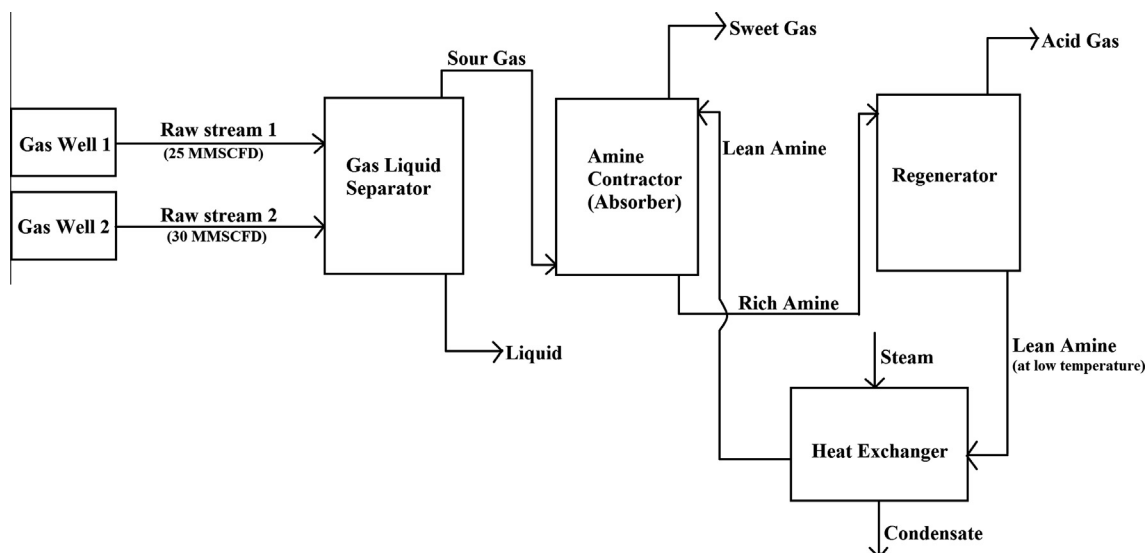 Sweet Gas
Acid Gas
Sour Gas
Gas Well 1
Raw stream 1
(25 MMSCFD)
Gas Liquid
Separator
Amine
Contractor
(Absorber)
Lean Amine
Regenerator
Gas Well 2
Raw stream 2
(30 MMSCFD)
Rich Amine
Liquid
Steam
Lean Amine
(at low temperature)
Heat Exchanger
Condensate